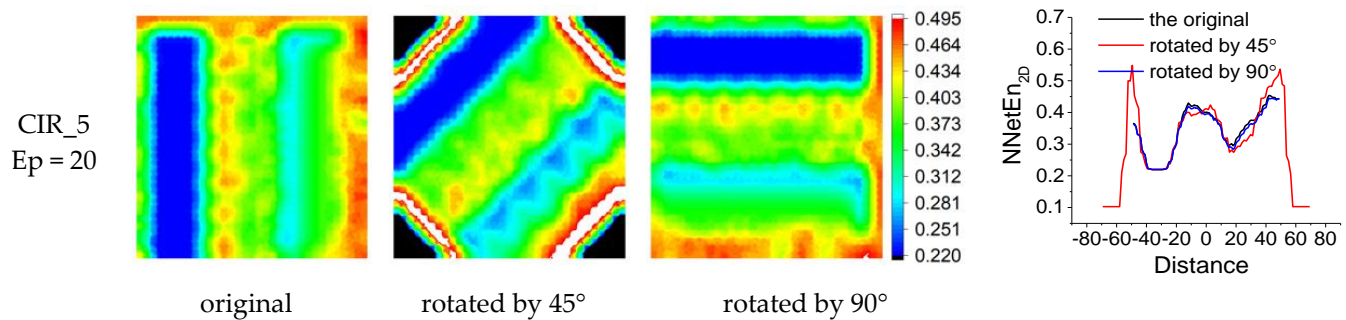 CIR_5
Ep = 20
original
rotated by 45°
rotated by 90°
0.495
0.464
0.434
0.403
0.373
0.342
0.312
0.281
0.251
0.220
NNetEn2D
0.7
0.6
0.5
0.4
0.3
0.2
0.1
the original
rotated by 45°
rotated by 90°
-80 -60 -40 -20 0 20 40 60 80
Distance